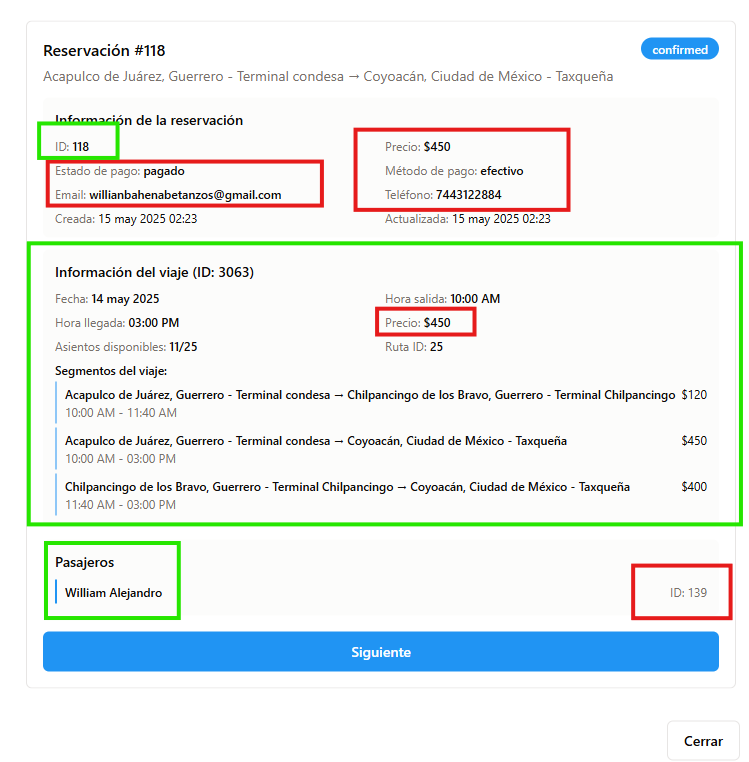 Reservación #118
confirmed
Acapulco de Juárez, Guerrero - Terminal condesa → Coyoacán, Ciudad de México - Taxqueña
Información de la reservación
ID: 118
Precio: $450
Estado de pago: pagado
Método de pago: efectivo
Email: willianbahenabetanzos@gmail.com
Teléfono: 7443122884
Creada: 15 may 2025 02:23
Actualizada: 15 may 2025 02:23
Información del viaje (ID: 3063)
Fecha: 14 may 2025
Hora salida: 10:00 AM
Hora llegada: 03:00 PM
Precio: $450
Asientos disponibles: 11/25
Ruta ID: 25
Segmentos del viaje:
Acapulco de Juárez, Guerrero - Terminal condesa → Chilpancingo de los Bravo, Guerrero - Terminal Chilpancingo $120
10:00 AM - 11:40 AM
Acapulco de Juárez, Guerrero - Terminal condesa → Coyoacán, Ciudad de México - Taxqueña $450
10:00 AM - 03:00 PM
Chilpancingo de los Bravo, Guerrero - Terminal Chilpancingo → Coyoacán, Ciudad de México - Taxqueña $400
11:40 AM - 03:00 PM
Pasajeros
William Alejandro
ID: 139
Siguiente
Cerrar